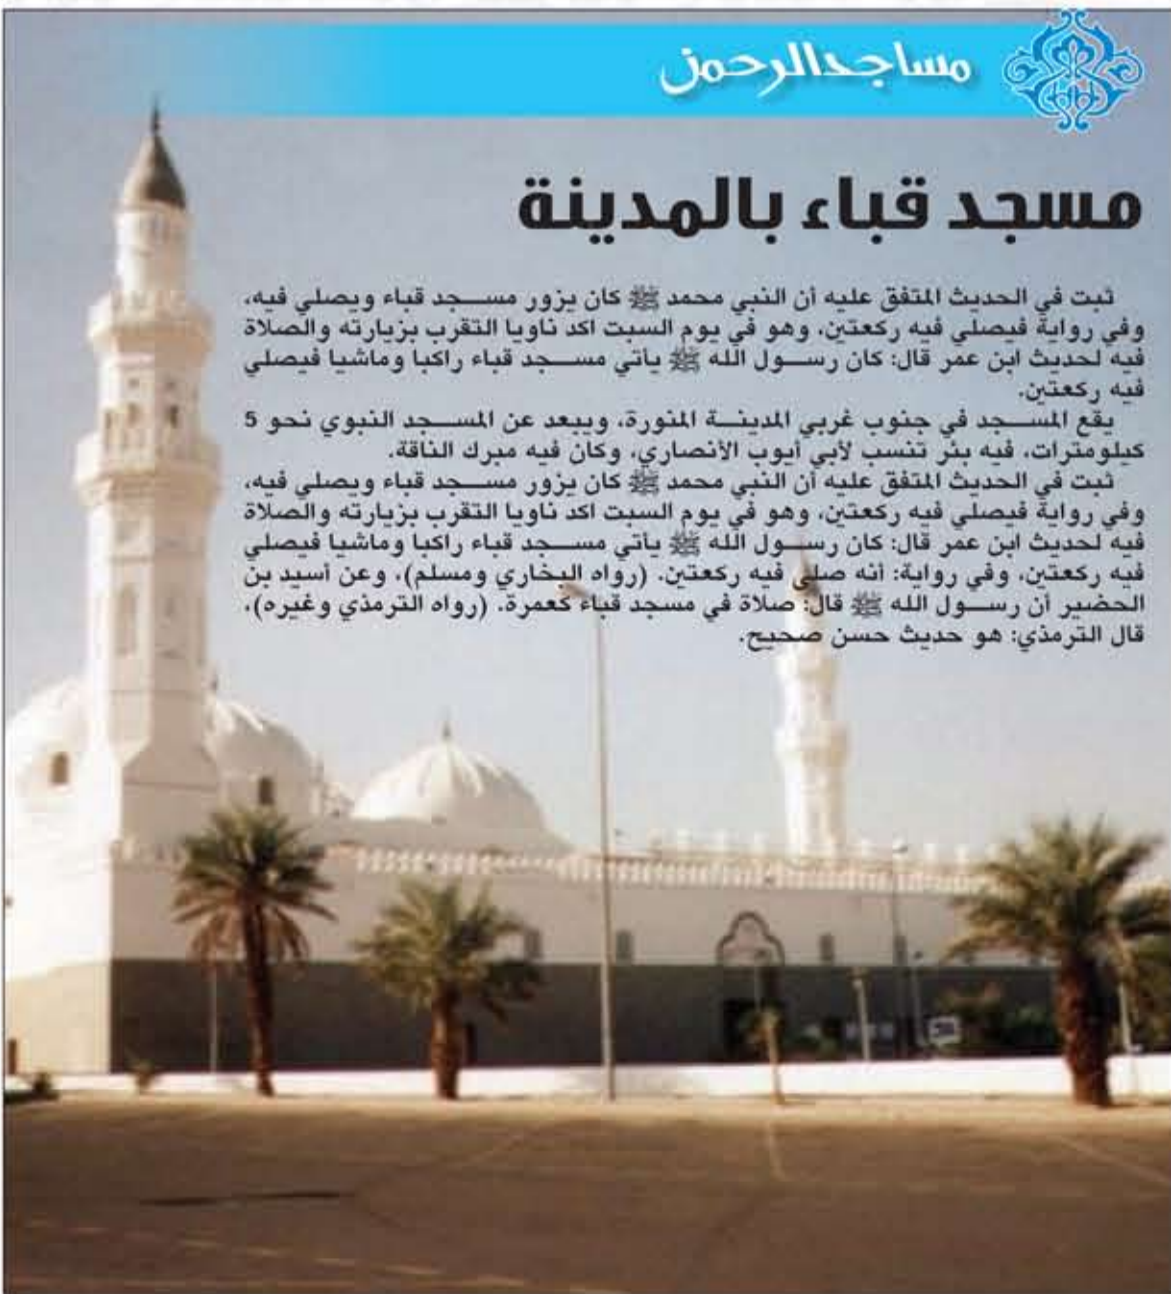 مساجد الرحمن
مسجد قباء بالمدينة
ثبت في الحديث المتفق عليه أن النبي محمد ﷺ كان يزور مسجد قباء ويصلي فيه،
وفي رواية فيصلي فيه ركعتين، وهو في يوم السبت اكد ناويا التقرب بزيارته والصلاة
فيه لحديث ابن عمر قال: كان رسول الله ﷺ يأتي مسجد قباء راكبا وماشيا فيصلي
فيه ركعتين.
يقع المسجد في جنوب غربي المدينة المنورة، ويبعد عن المسجد النبوي نحو 5
كيلومترات، فيه بئر تنسب لأبي أيوب الأنصاري، وكان فيه مبرك الناقة.
ثبت في الحديث المتفق عليه أن النبي محمد ﷺ كان يزور مسجد قباء ويصلي فيه،
وفي رواية فيصلي فيه ركعتين، وهو في يوم السبت اكد ناويا التقرب بزيارته والصلاة
فيه لحديث ابن عمر قال: كان رسول الله ﷺ يأتي مسجد قباء راكبا وماشيا فيصلي
فيه ركعتين، وفي رواية: أنه صلى فيه ركعتين. (رواه البخاري ومسلم)، وعن أسيد بن
الحضير أن رسول الله ﷺ قال: صلاة في مسجد قباء كعمرة. (رواه الترمذي وغيره)،
قال الترمذي: هو حديث حسن صحيح.